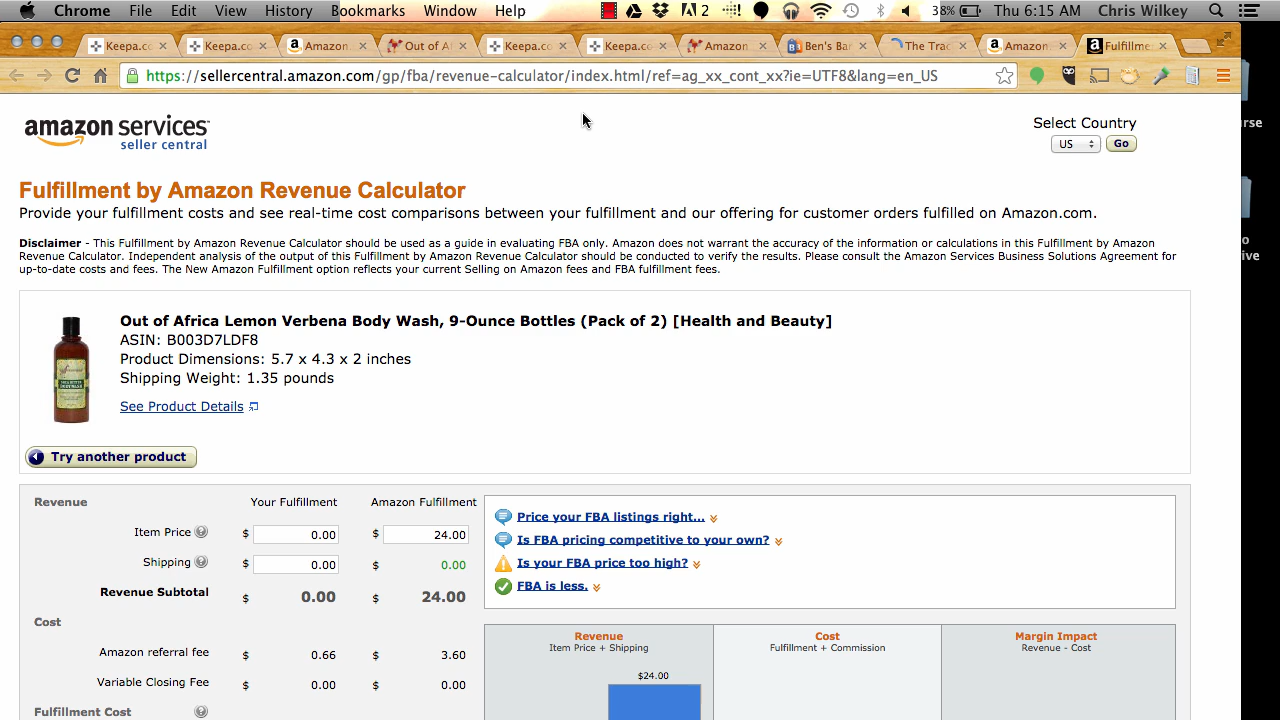 Chrome File Edit View History Bookmarks Window Help 2 38% Thu 6:15 AM Chris Wilkey
Keepa.co Keepa.co Amazon Out of Af Keepa.co Keepa.co Amazon Ben's Bar The Trac Amazon Fulfillme
https://sellercentral.amazon.com/gp/fba/revenue-calculator/index.html/ref=ag_xx_cont_xx?ie=UTF8&lang=en_US
urse
amazon services
seller central
Select Country
US Go
o
ive
Fulfillment by Amazon Revenue Calculator
Provide your fulfillment costs and see real-time cost comparisons between your fulfillment and our offering for customer orders fulfilled on Amazon.com.
Disclaimer - This Fulfillment by Amazon Revenue Calculator should be used as a guide in evaluating FBA only. Amazon does not warrant the accuracy of the information or calculations in this Fulfillment by Amazon
Revenue Calculator. Independent analysis of the output of this Fulfillment by Amazon Revenue Calculator should be conducted to verify the results. Please consult the Amazon Services Business Solutions Agreement for
up-to-date costs and fees. The New Amazon Fulfillment option reflects your current Selling on Amazon fees and FBA fulfillment fees.
Out of Africa Lemon Verbena Body Wash, 9-Ounce Bottles (Pack of 2) [Health and Beauty]
ASIN: B003D7LDF8
Product Dimensions: 5.7 x 4.3 x 2 inches
Shipping Weight: 1.35 pounds
See Product Details
Try another product
Revenue Your Fulfillment Amazon Fulfillment
Item Price ? $ 0.00 $ 24.00
Shipping ? $ 0.00 $ 0.00
Revenue Subtotal $ 0.00 $ 24.00
Cost
Amazon referral fee $ 0.66 $ 3.60
Variable Closing Fee $ 0.00 $ 0.00
Fulfillment Cost ?
Price your FBA listings right...
Is FBA pricing competitive to your own?
Is your FBA price too high?
FBA is less.
Revenue Cost Margin Impact
Item Price + Shipping Fulfillment + Commission Revenue - Cost
$24.00